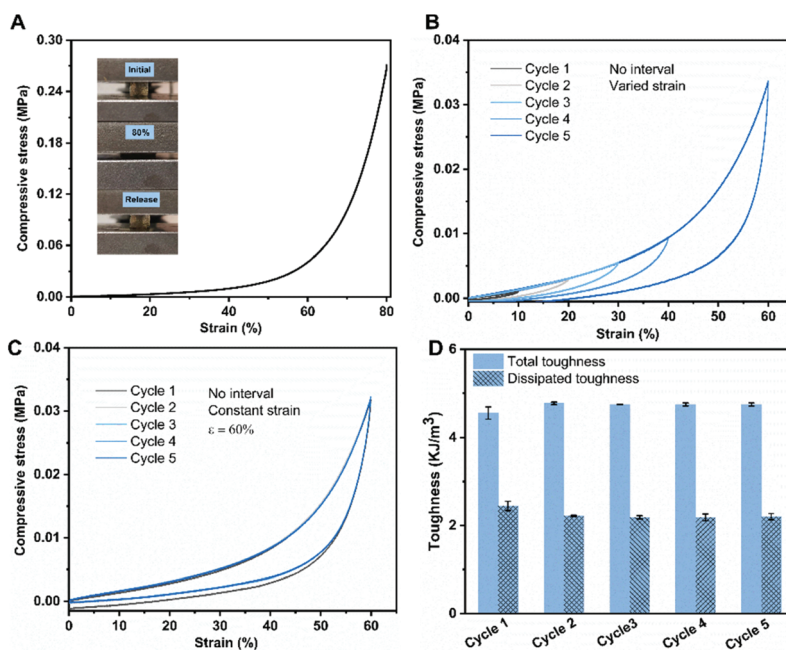 A
0.30
0.24
0.18
0.12
0.06
0.00
Compressive stress (MPa)
Initial
80%
Release
0 20 40 60 80
Strain (%)
B
0.04
0.03
0.02
0.01
0.00
Compressive stress (MPa)
Cycle 1
Cycle 2
Cycle 3
Cycle 4
Cycle 5
No interval
Varied strain
0 10 20 30 40 50 60
Strain (%)
C
0.04
0.03
0.02
0.01
0.00
Compressive stress (MPa)
Cycle 1
Cycle 2
Cycle 3
Cycle 4
Cycle 5
No interval
Constant strain
ε = 60%
0 10 20 30 40 50 60
Strain (%)
D
6
4
2
0
Toughness (KJ/m³)
Total toughness
Dissipated toughness
Cycle 1 Cycle 2 Cycle3 Cycle 4 Cycle 5